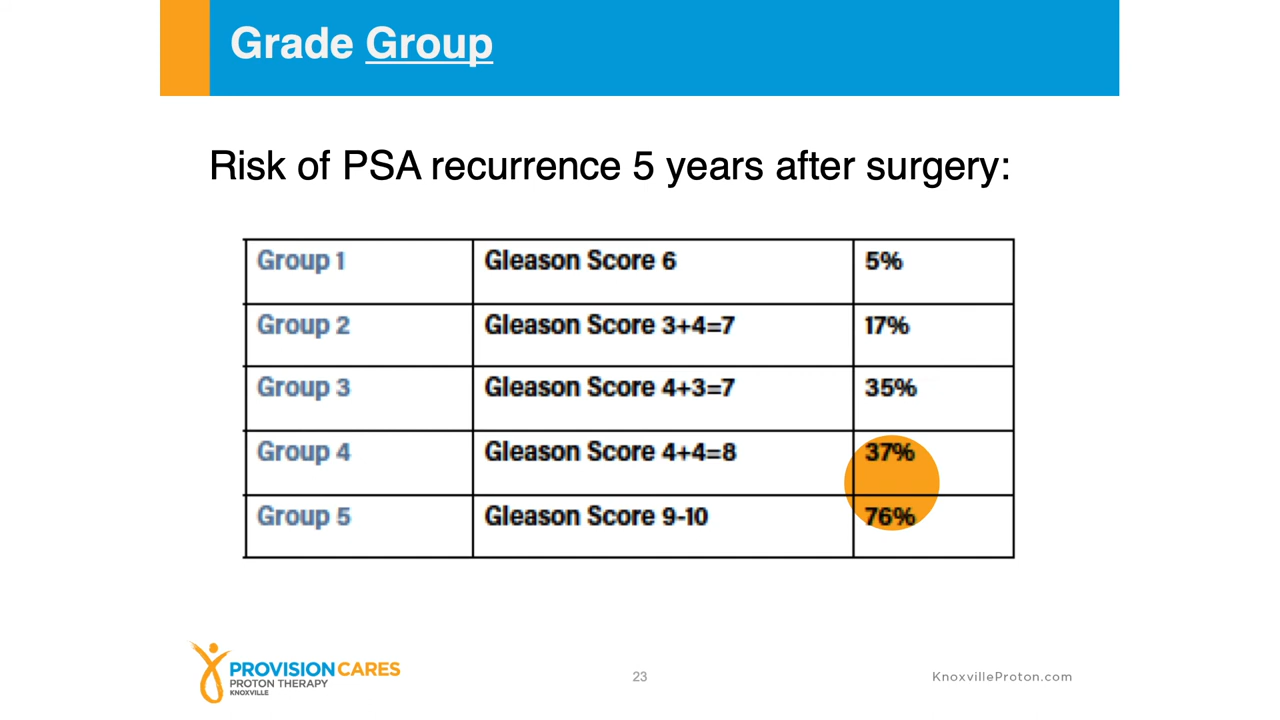 Grade Group
Risk of PSA recurrence 5 years after surgery:
Group 1 Gleason Score 6 5%
Group 2 Gleason Score 3+4=7 17%
Group 3 Gleason Score 4+3=7 35%
Group 4 Gleason Score 4+4=8 37%
Group 5 Gleason Score 9-10 76%
PROVISION CARES
PROTON THERAPY
KNOXVILLE
23
KnoxvilleProton.com